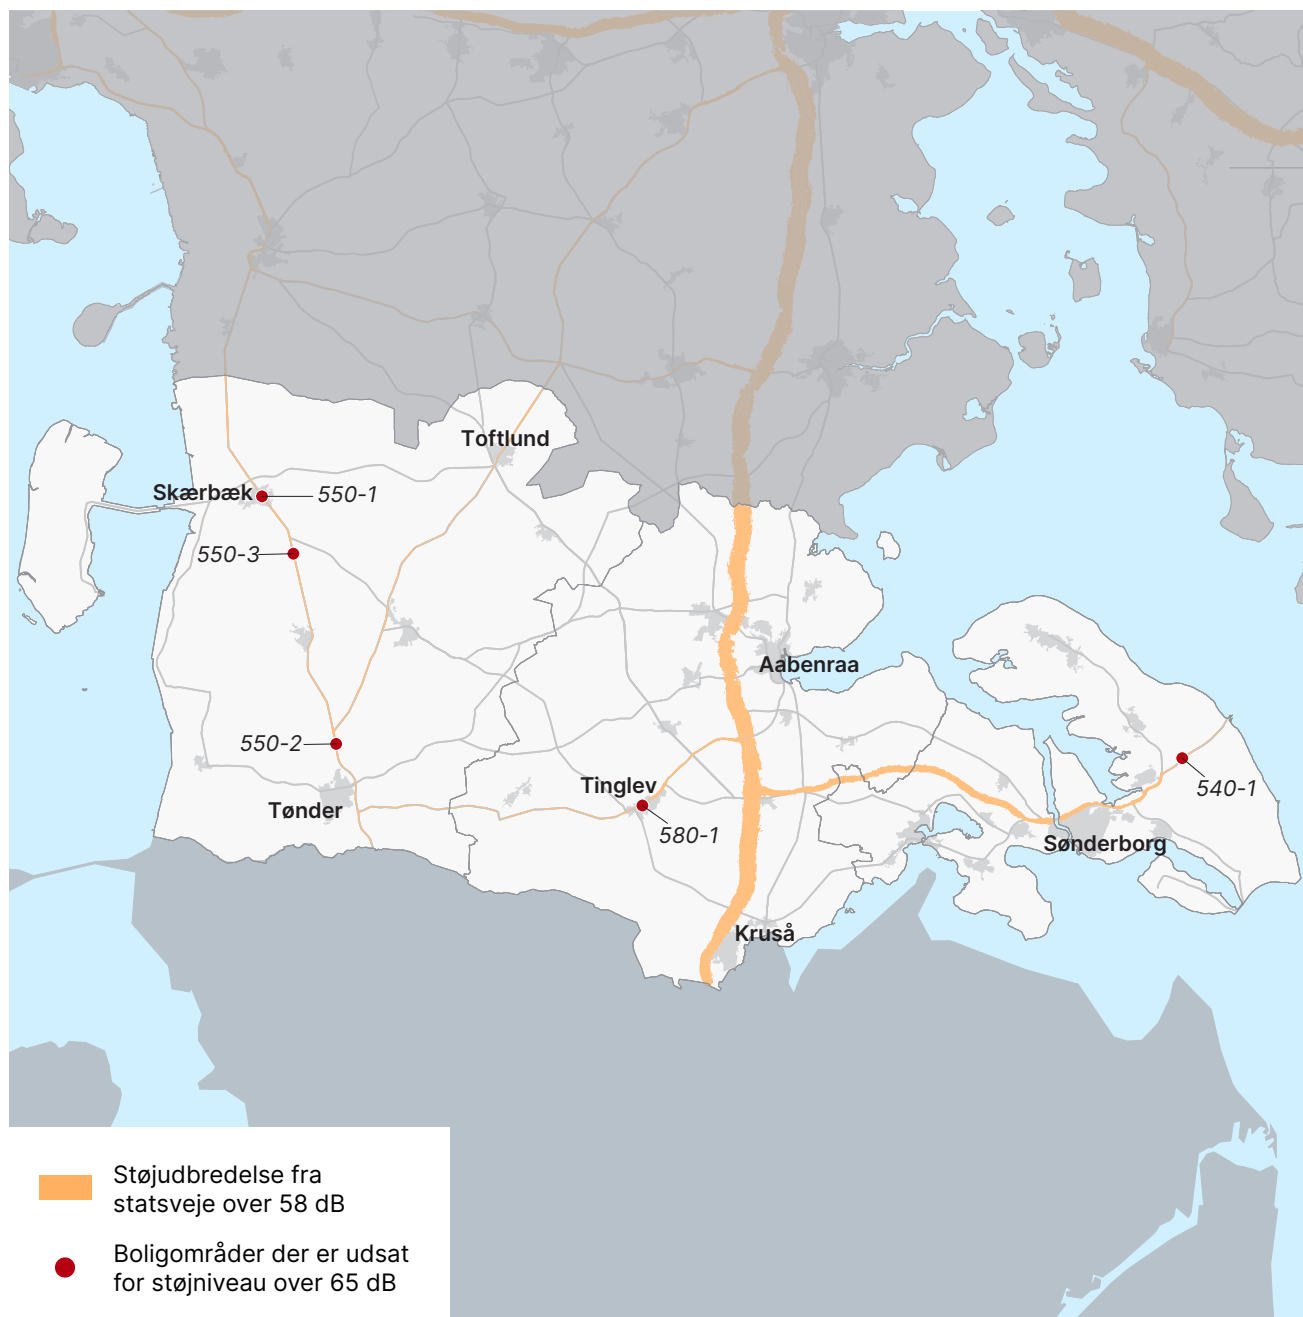 Toftlund
Skærbæk
550-1
550-3
Aabenraa
550-2
Tinglev
540-1
Tønder
580-1
Sønderborg
Kruså
Støjudbredelse fra
statsveje over 58 dB
Boligområder der er udsat
for støjniveau over 65 dB